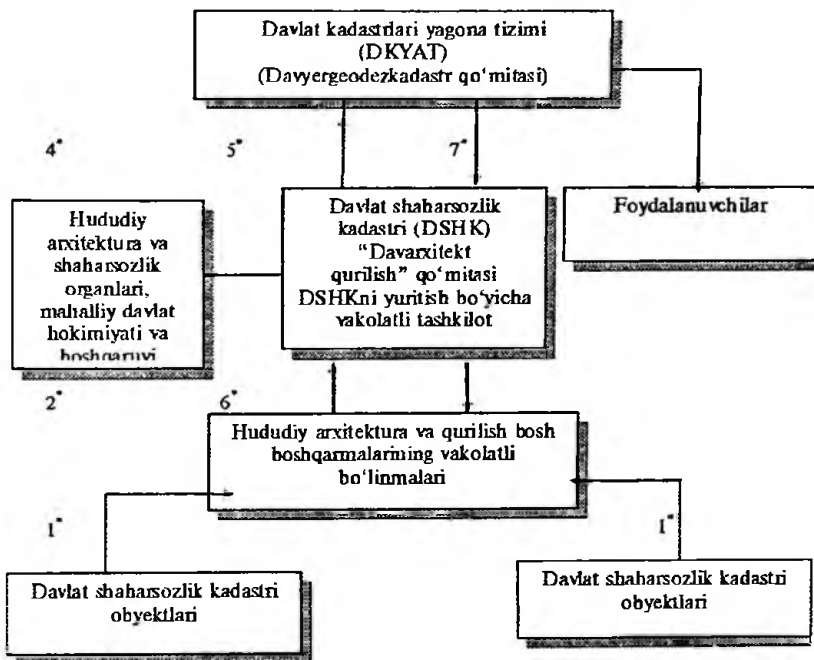 Davlat kadastrlari yagona tizimi
(DKYAT)
(Davyergeodezkadastr qo‘mitasi)
4*
5*
7*
Hududiy
arxitektura va
shaharsozlik
organlari,
mahalliy davlat
hokimiyati va
boshqaruvi
Davlat shaharsozlik
kadastri (DSHK)
“Davarxitekt
qurilish” qo‘mitasi
DSHKni yuritish bo‘yicha
vakolatli tashkilot
Foydalanuvchilar
2*
6*
Hududiy arxitektura va qurilish bosh
boshqarmalarining vakolatli
bo‘linmalari
1*
1*
Davlat shaharsozlik kadastri
obyektlari
Davlat shaharsozlik kadastri
obyektlari